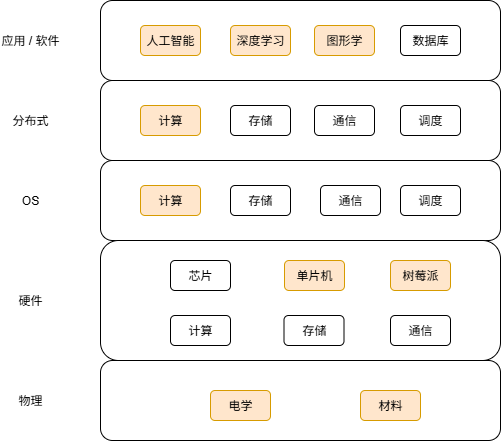 应用 / 软件
人工智能
深度学习
图形学
数据库
分布式
计算
存储
通信
调度
OS
计算
存储
通信
调度
硬件
芯片
单片机
树莓派
计算
存储
通信
物理
电学
材料